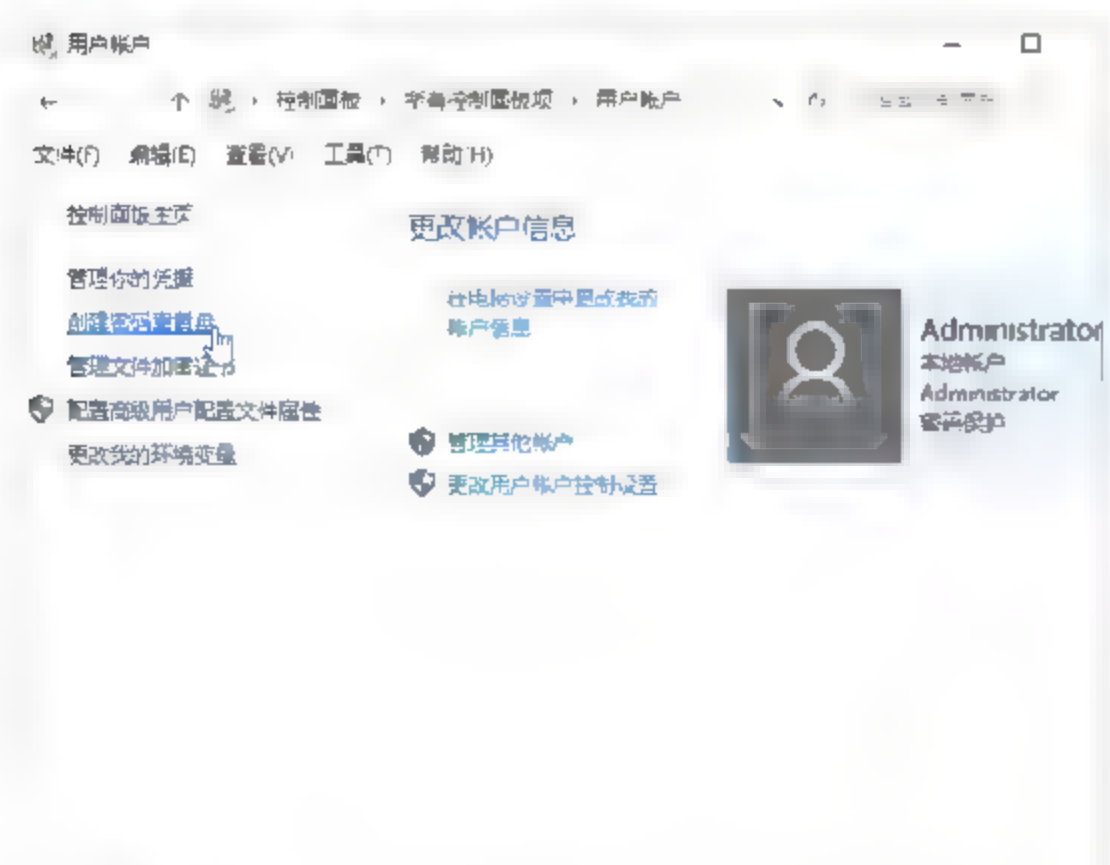 用户帐户
控制面板 › 所有控制面板项 › 用户帐户
文件(F) 编辑(E) 查看(V) 工具(T) 帮助(H)
控制面板主页
管理你的凭据
创建密码重置盘
管理文件加密证书
配置高级用户配置文件属性
更改我的环境变量
更改帐户信息
在电脑设置中更改我的
帐户信息
管理其他帐户
更改用户帐户控制设置
Administrator
本地帐户
Administrator
密码保护